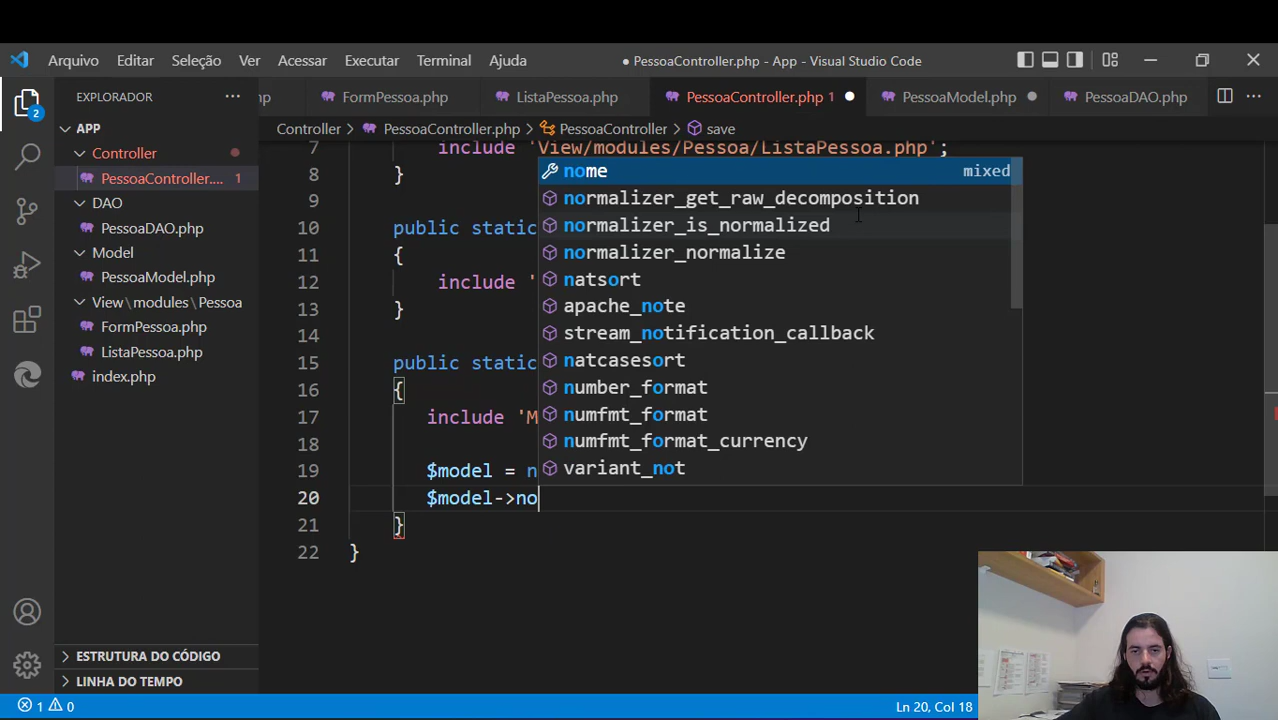 Arquivo Editar Seleção Ver Acessar Executar Terminal Ajuda ● PessoaController.php - App - Visual Studio Code
EXPLORADOR ...
hp FormPessoa.php ListaPessoa.php PessoaController.php 1 ● PessoaModel.php ● PessoaDAO.php ...
APP
Controller
PessoaController.... 1
DAO
PessoaDAO.php
Model
PessoaModel.php
View\modules\Pessoa
FormPessoa.php
ListaPessoa.php
index.php
ESTRUTURA DO CÓDIGO
LINHA DO TEMPO
2
Controller > PessoaController.php > PessoaController > save
7 include 'View/modules/Pessoa/ListaPessoa.php';
8 }
9
10 public static
11 {
12 include '
13 }
14
15 public static
16 {
17 include 'M
18
19 $model = n
20 $model->no
21 }
22 }
nome mixed
normalizer_get_raw_decomposition
normalizer_is_normalized
normalizer_normalize
natsort
apache_note
stream_notification_callback
natcasesort
number_format
numfmt_format
numfmt_format_currency
variant_not
1 0 Ln 20, Col 18